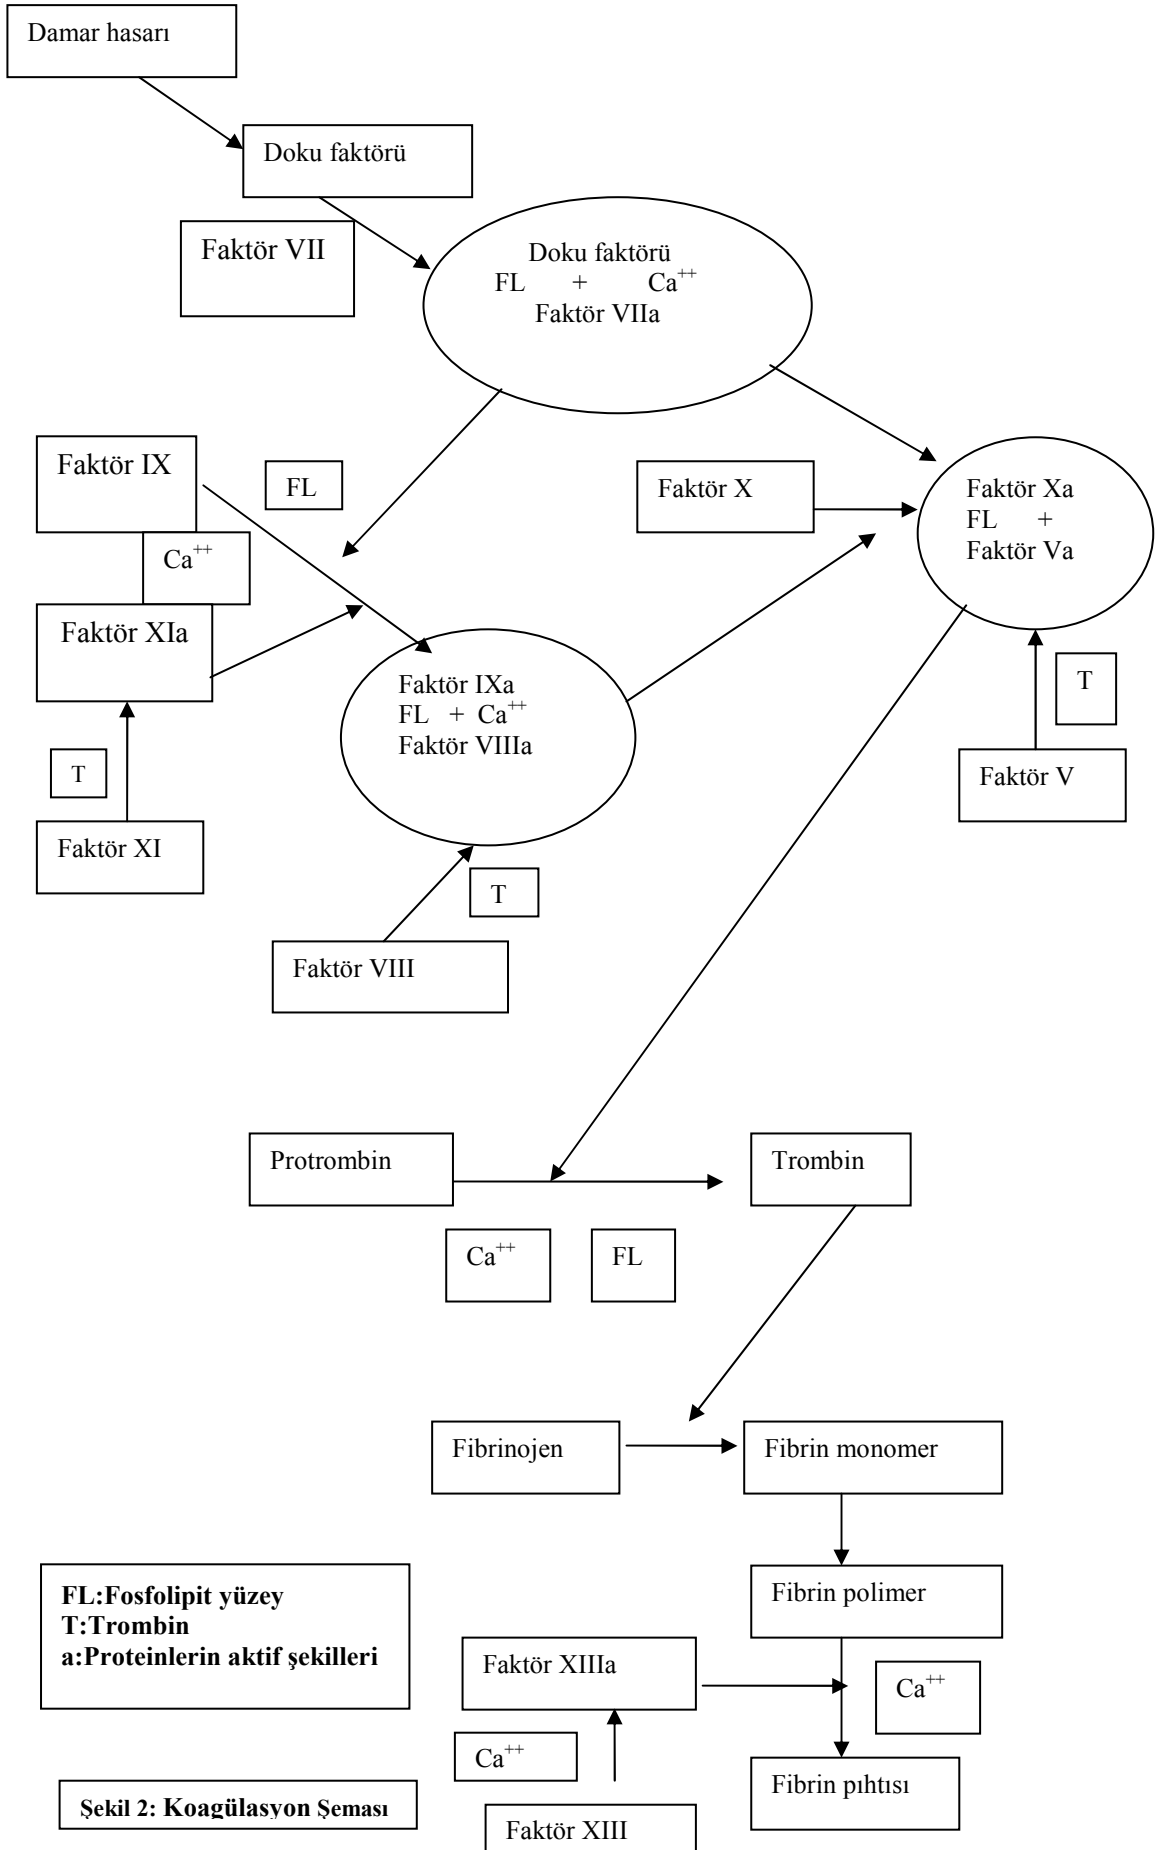 Damar hasarı
Doku faktörü
Faktör VII
Doku faktörü
FL + Ca++
Faktör VIIa
Faktör IX
FL
Faktör X
Faktör Xa
FL +
Faktör Va
Ca++
Faktör XIa
Faktör IXa
FL + Ca++
Faktör VIIIa
T
T
Faktör V
Faktör XI
T
Faktör VIII
Protrombin
Trombin
Ca++
FL
Fibrinojen
Fibrin monomer
FL:Fosfolipit yüzey
T:Trombin
a:Proteinlerin aktif şekilleri
Fibrin polimer
Faktör XIIIa
Ca++
Ca++
Fibrin pıhtısı
Şekil 2: Koagülasyon Şeması
Faktör XIII